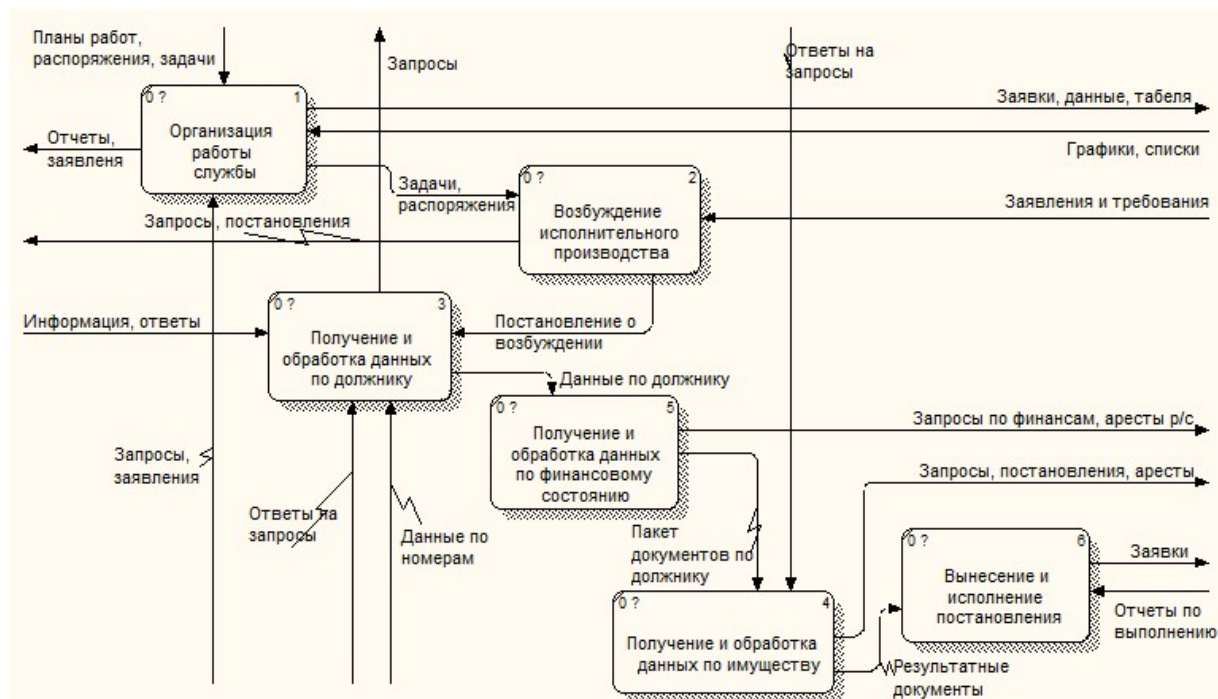 Планы работ,
распоряжения, задачи
Запросы
Ответы на
запросы
0 ?
1
Организация
работы
службы
Заявки, данные, табеля
Отчеты,
заявленя
Графики, списки
Задачи,
распоряжения
0 ?
2
Возбуждение
исполнительного
производства
Заявления и требования
Запросы, постановления
0 ?
3
Получение и
обработка данных
по должнику
Информация, ответы
Постановление о
возбуждении
Данные по должнику
0 ?
5
Получение и
обработка данных
по финансовому
состоянию
Запросы по финансам, аресты р/с
Запросы,
заявления
Запросы, постановления, аресты
Ответы на
запросы
Данные по
номерам
Пакет
документов по
должнику
0 ?
6
Вынесение и
исполнение
постановления
Заявки
Отчеты по
выполнению
0 ?
4
Получение и обработка
данных по имуществу
Результатные
документы